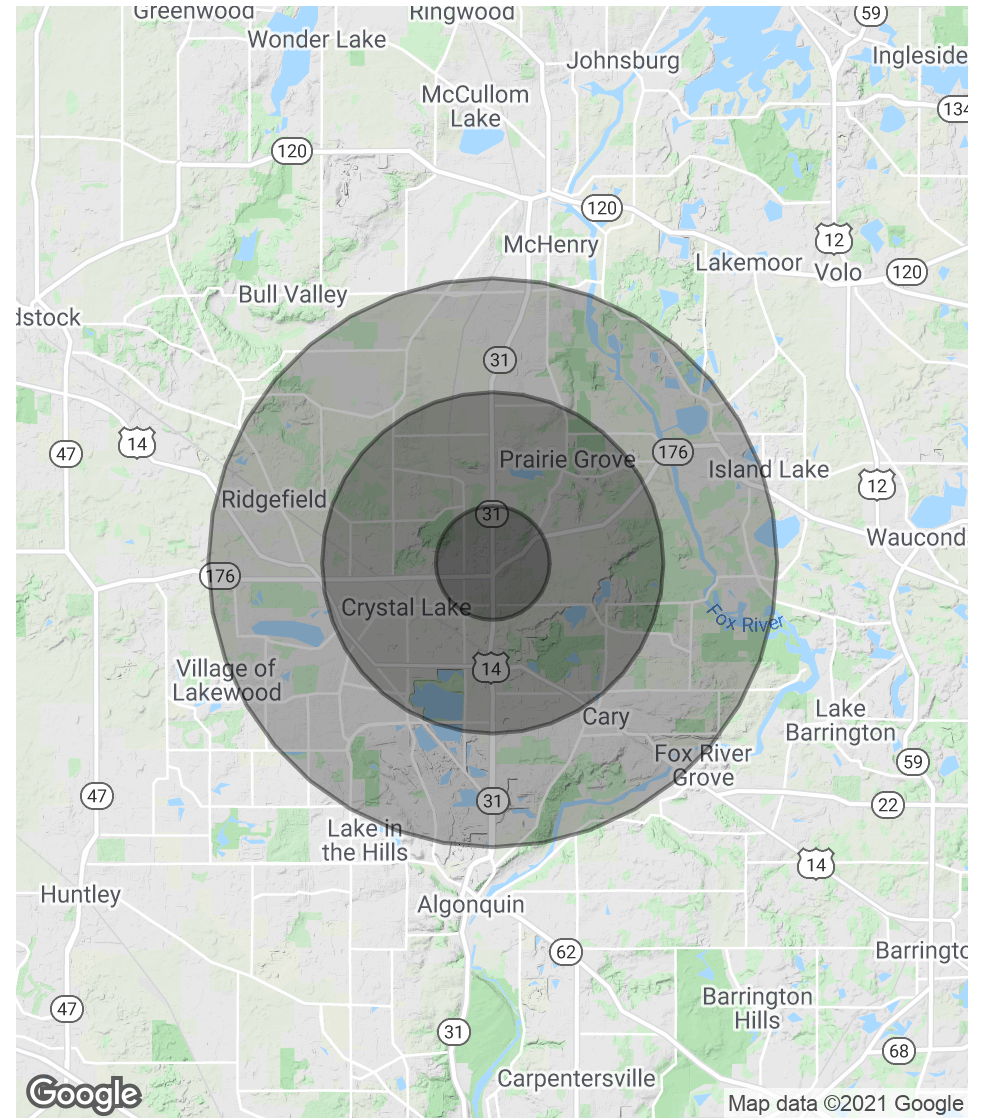 Greenwood
Ringwood
59
Wonder Lake
Johnsburg
Ingleside
McCullom
Lake
134
120
120
12
McHenry
Lakemoor
Volo
120
Bull Valley
dstock
31
14
47
176
Prairie Grove
Island Lake
12
Ridgefield
31
Waucond
176
Crystal Lake
Fox River
14
Village of
Lakewood
Cary
Lake
Barrington
Fox River
Grove
59
47
31
22
Lake in
the Hills
14
Huntley
Algonquin
62
Barringto
Barrington
Hills
47
31
68
Carpentersville
Google
Map data ©2021 Google